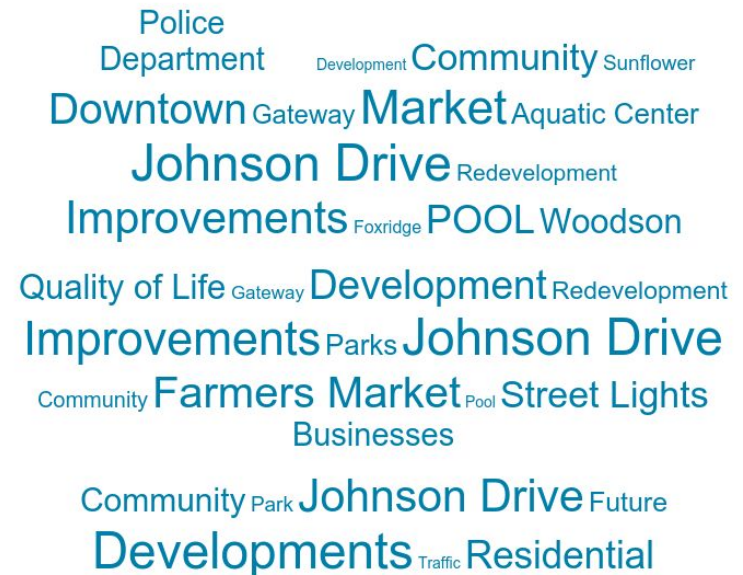 Police
Department Development Community Sunflower
Downtown Gateway Market Aquatic Center
Johnson Drive Redevelopment
Improvements Foxridge POOL Woodson
Quality of Life Gateway Development Redevelopment
Improvements Parks Johnson Drive
Community Farmers Market Pool Street Lights
Businesses
Community Park Johnson Drive Future
Developments Traffic Residential